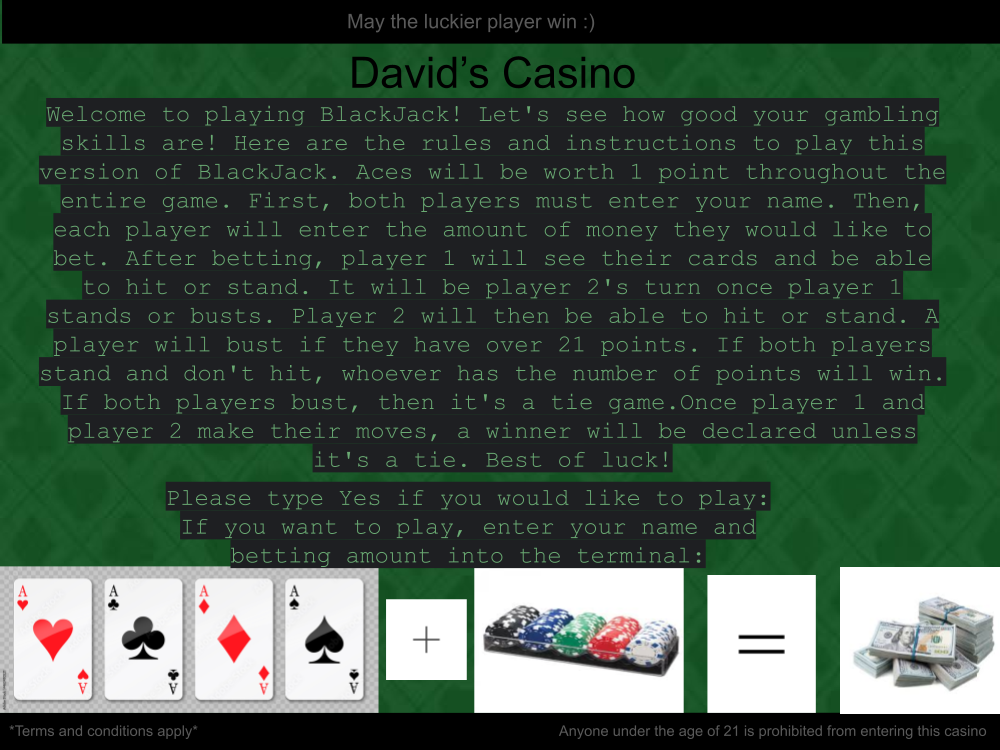 May the luckier player win :)
David's Casino
Welcome to playing BlackJack! Let's see how good your gambling
skills are! Here are the rules and instructions to play this
version of BlackJack. Aces will be worth 1 point throughout the
entire game. First, both players must enter your name. Then,
each player will enter the amount of money they would like to
bet. After betting, player 1 will see their cards and be able
to hit or stand. It will be player 2's turn once player 1
stands or busts. Player 2 will then be able to hit or stand. A
player will bust if they have over 21 points. If both players
stand and don't hit, whoever has the number of points will win.
If both players bust, then it's a tie game.Once player 1 and
player 2 make their moves, a winner will be declared unless
it's a tie. Best of luck!
Please type Yes if you would like to play:
If you want to play, enter your name and
betting amount into the terminal:
A A A A
+ =
A A A A
*Terms and conditions apply*
Anyone under the age of 21 is prohibited from entering this casino